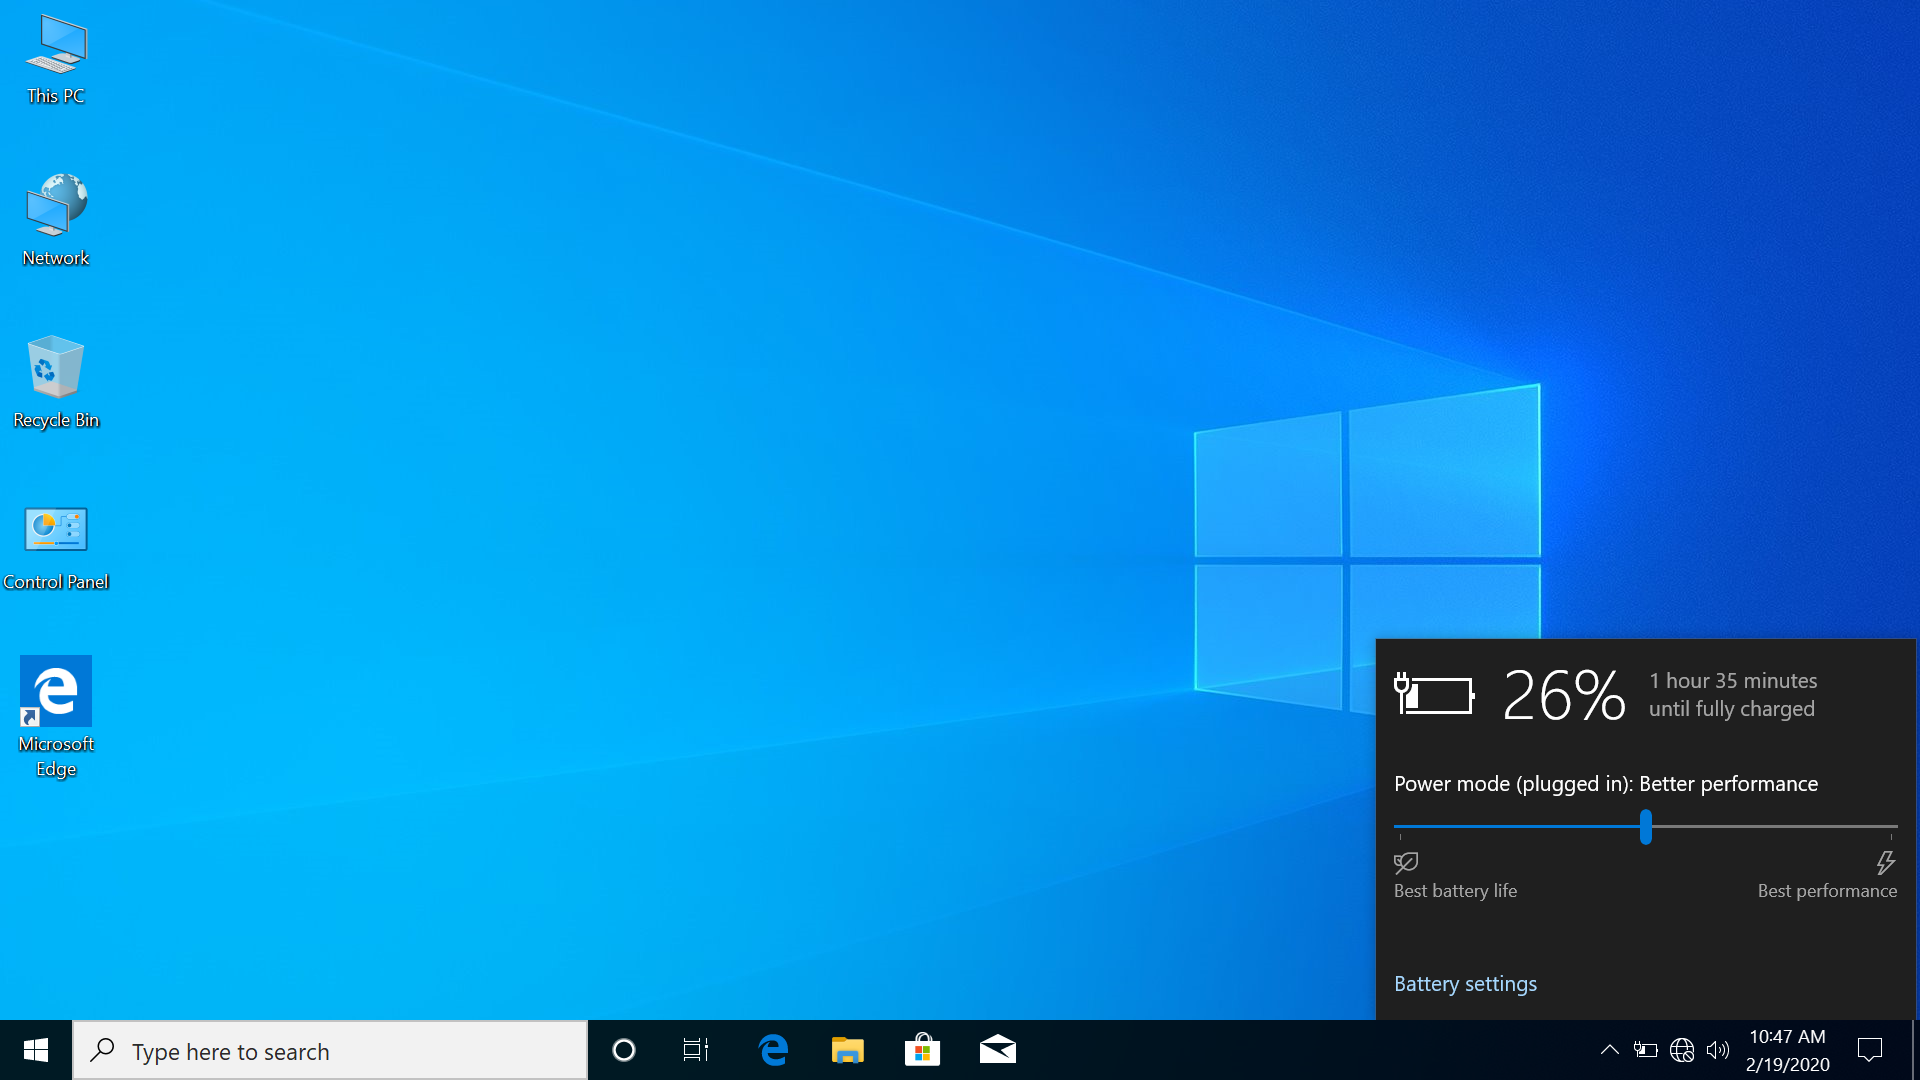 This PC
Network
Recycle Bin
Control Panel
Microsoft
Edge
26%
1 hour 35 minutes
until fully charged
Power mode (plugged in): Better performance
Best battery life
Best performance
Battery settings
Type here to search
10:47 AM
2/19/2020